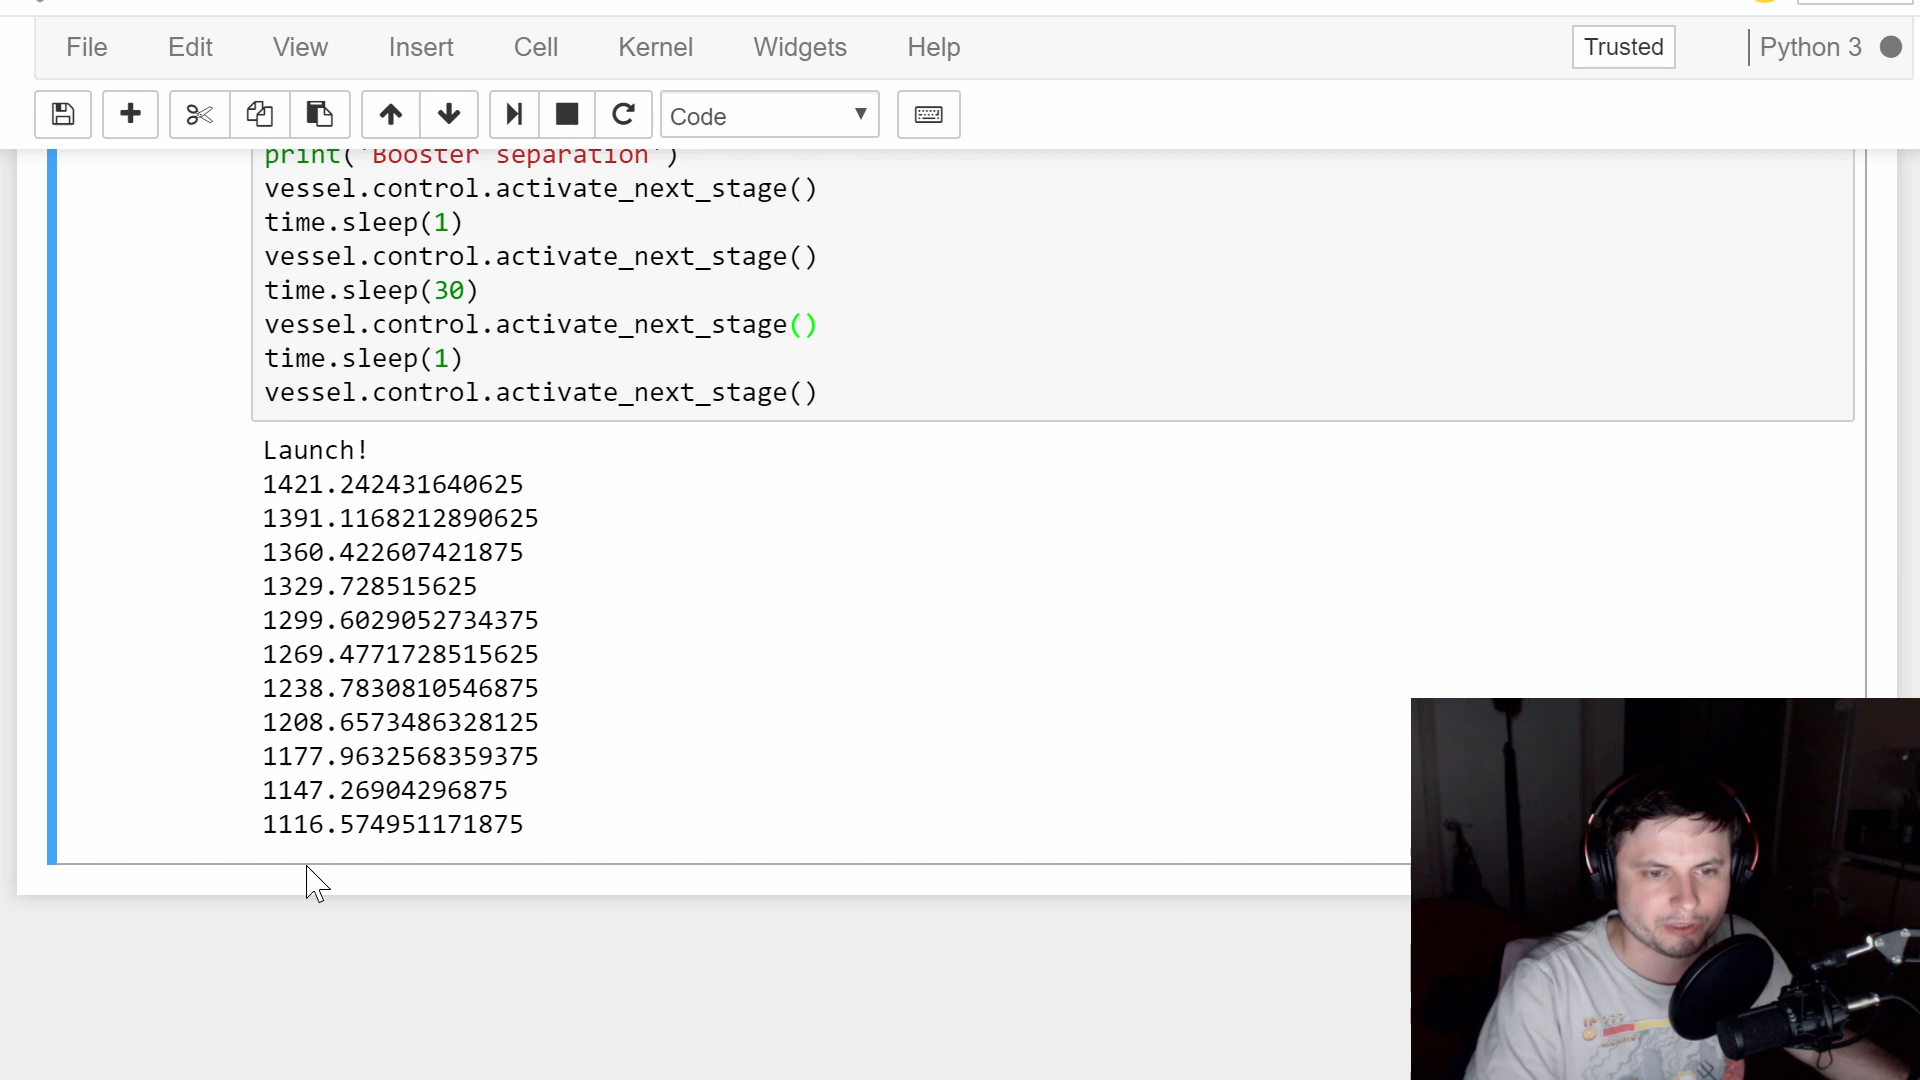 File Edit View Insert Cell Kernel Widgets Help Trusted Python 3
Code
print('Booster separation')
vessel.control.activate_next_stage()
time.sleep(1)
vessel.control.activate_next_stage()
time.sleep(30)
vessel.control.activate_next_stage()
time.sleep(1)
vessel.control.activate_next_stage()
Launch!
1421.242431640625
1391.1168212890625
1360.422607421875
1329.728515625
1299.6029052734375
1269.4771728515625
1238.7830810546875
1208.6573486328125
1177.9632568359375
1147.26904296875
1116.574951171875